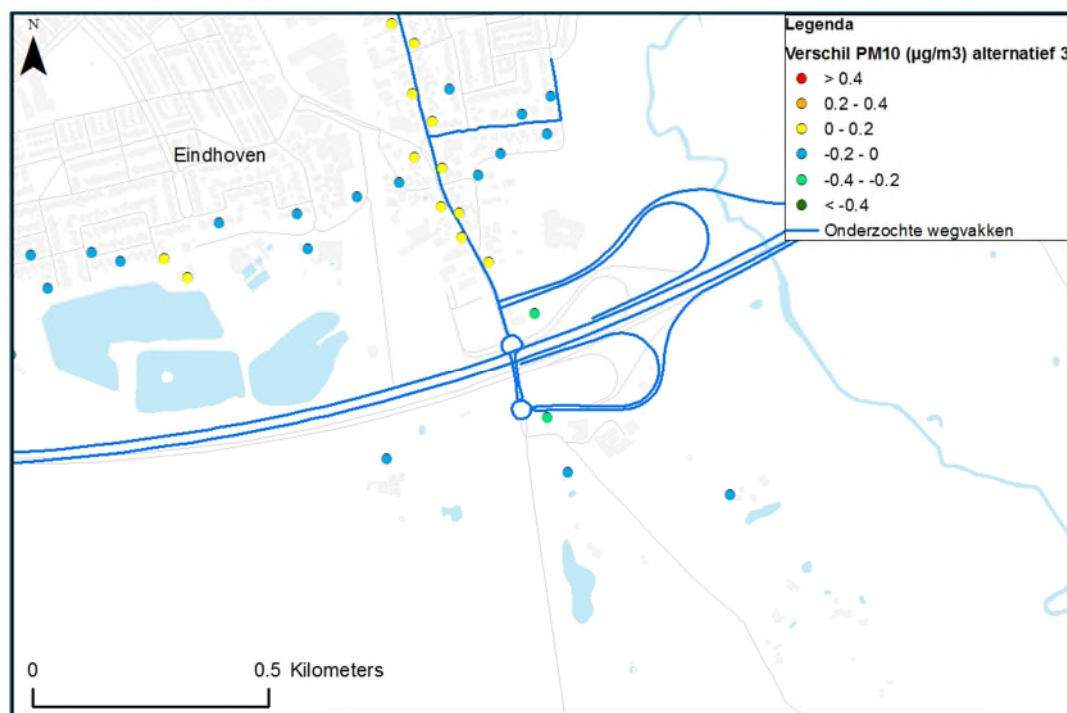 N
Eindhoven
Legenda
Verschil PM10 (µg/m3) alternatief 3
> 0.4
0.2 - 0.4
0 - 0.2
-0.2 - 0
-0.4 - -0.2
< -0.4
Onderzochte wegvakken
0 0.5 Kilometers